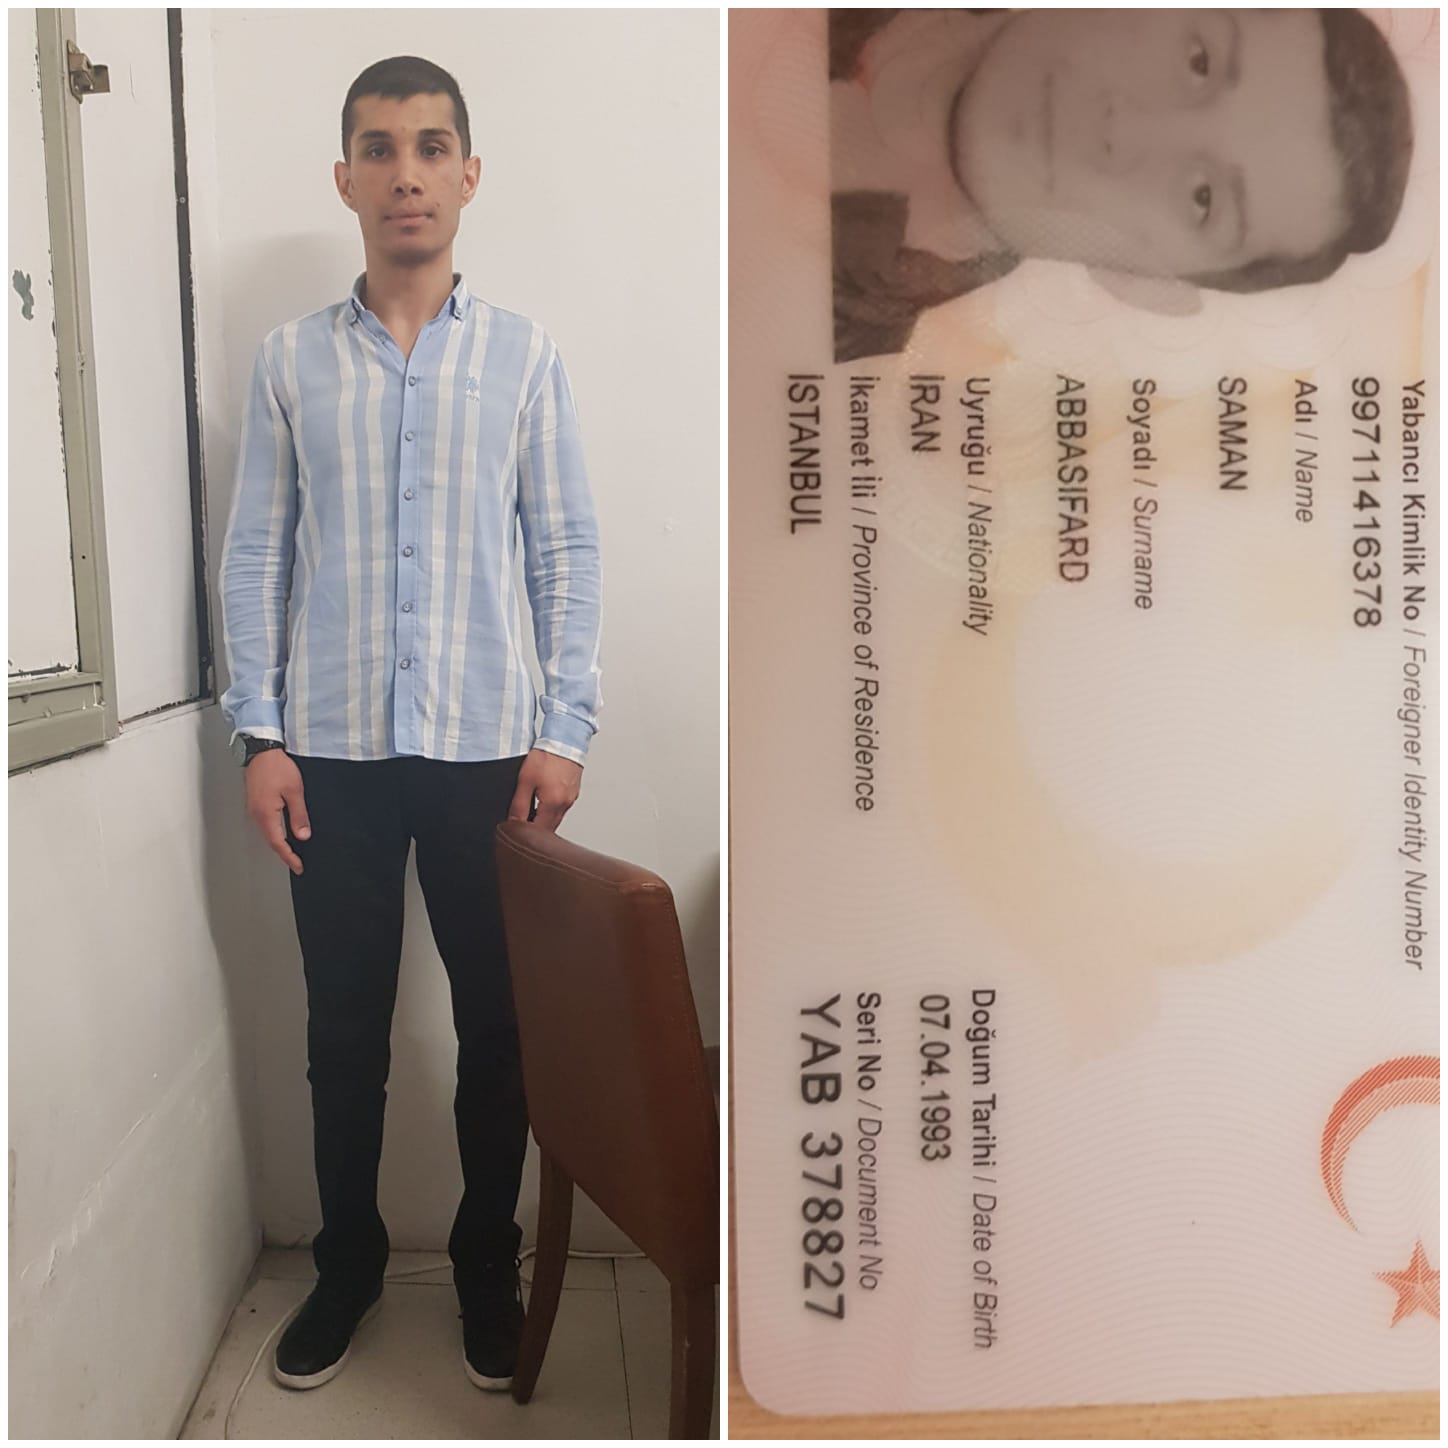 Yabancı Kimlik No / Foreigner Identity Number
99711416378
Adı / Name
SAMAN
Soyadı / Surname
ABBASIFARD
Uyruğu / Nationality
İRAN
Doğum Tarihi / Date of Birth
07.04.1993
İkamet İli / Province of Residence
İSTANBUL
Seri No / Document No
YAB 378827